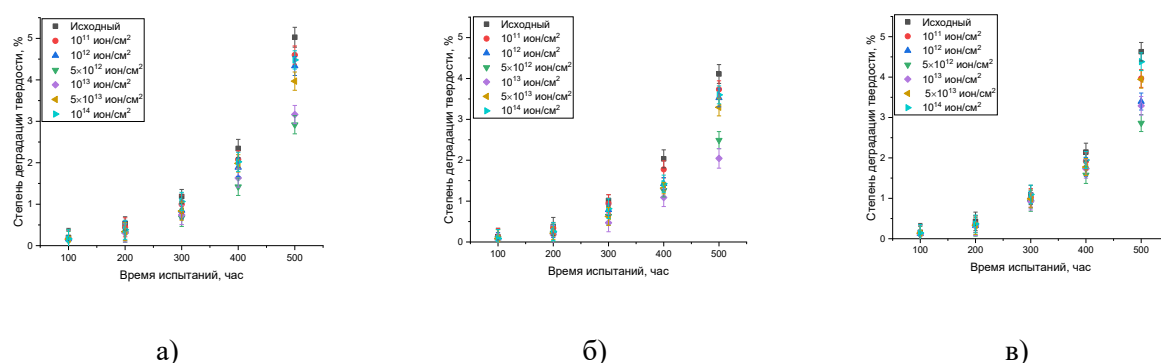 Степень деградации твердости, %
5
4
3
2
1
0
Исходный
10¹¹ ион/см²
10¹² ион/см²
5×10¹² ион/см²
10¹³ ион/см²
5×10¹³ ион/см²
10¹⁴ ион/см²
100 200 300 400 500
Время испытаний, час
а)
Степень деградации твердости, %
5
4
3
2
1
0
Исходный
10¹¹ ион/см²
10¹² ион/см²
5×10¹² ион/см²
10¹³ ион/см²
5×10¹³ ион/см²
10¹⁴ ион/см²
100 200 300 400 500
Время испытаний, час
б)
Степень деградации твердости, %
5
4
3
2
1
0
Исходный
10¹¹ ион/см²
10¹² ион/см²
5×10¹² ион/см²
10¹³ ион/см²
5×10¹³ ион/см²
10¹⁴ ион/см²
100 200 300 400 500
Время испытаний, час
в)